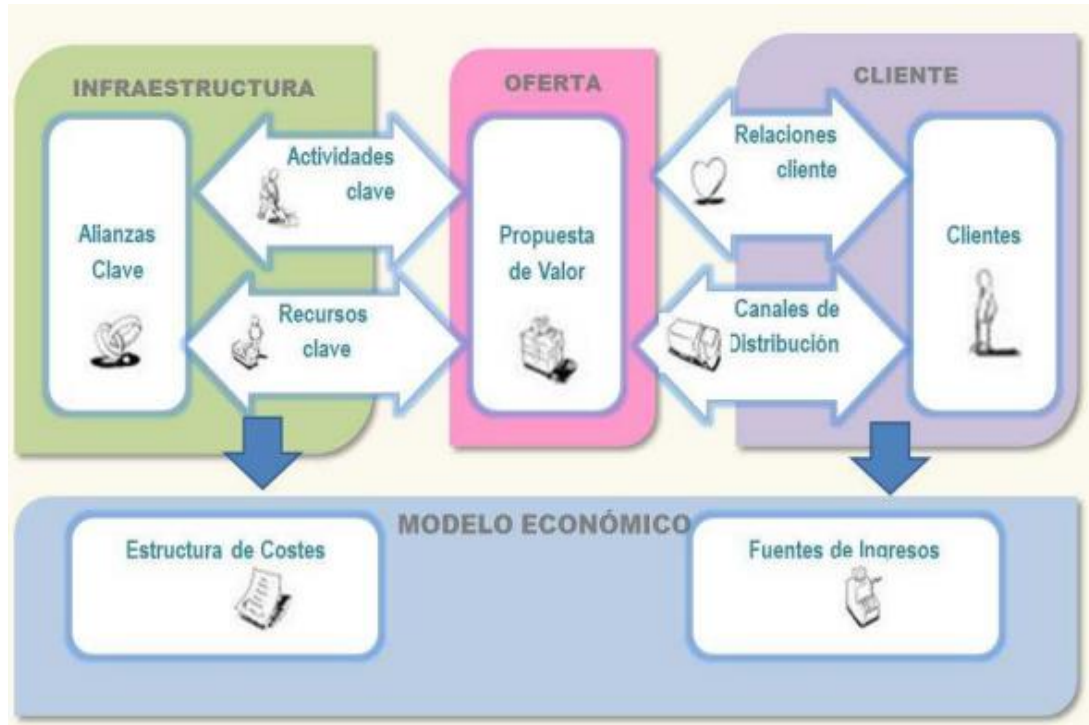 INFRAESTRUCTURA
Alianzas
Clave
Actividades
clave
Recursos
clave
OFERTA
Propuesta
de Valor
CLIENTE
Relaciones
cliente
Canales de
Distribución
Clientes
MODELO ECONÓMICO
Estructura de Costes
Fuentes de Ingresos